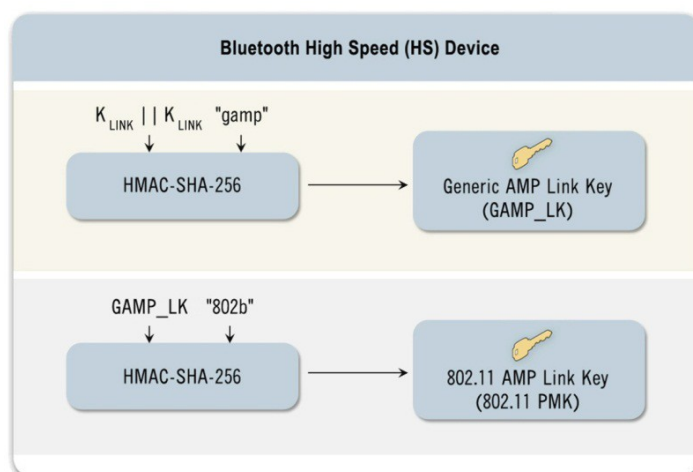 Bluetooth High Speed (HS) Device
K LINK || K LINK "gamp"
HMAC-SHA-256
Generic AMP Link Key
(GAMP_LK)
GAMP_LK "802b"
HMAC-SHA-256
802.11 AMP Link Key
(802.11 PMK)